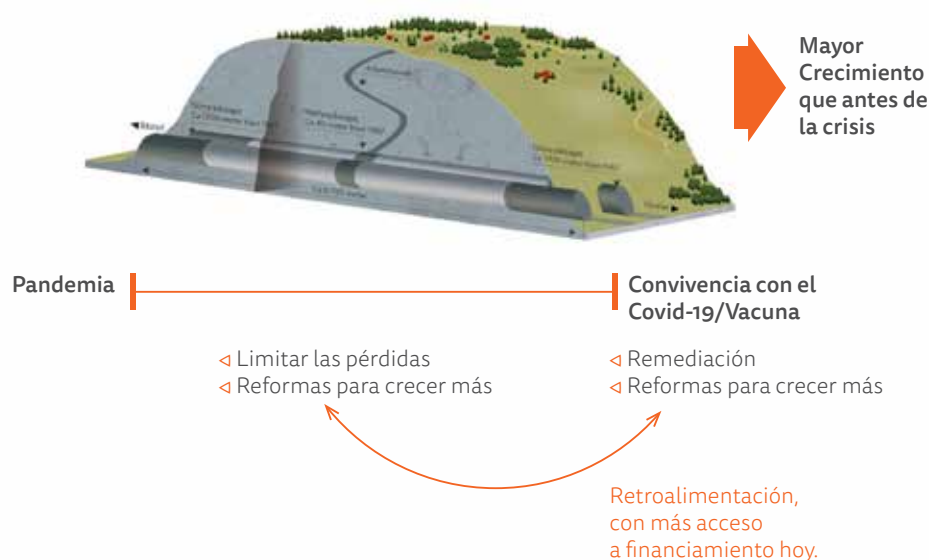 Mayor
Crecimiento
que antes de
la crisis
Pandemia
Convivencia con el
Covid-19/Vacuna
◃ Limitar las pérdidas
◃ Reformas para crecer más
◃ Remediación
◃ Reformas para crecer más
Retroalimentación,
con más acceso
a financiamiento hoy.